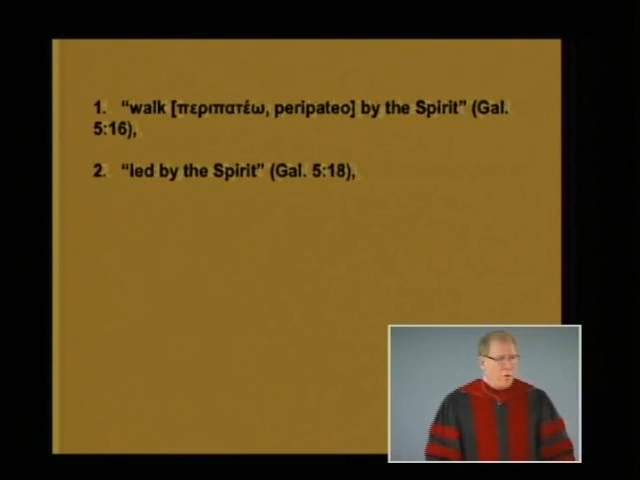 1. “walk [περιπατέω, peripateo] by the Spirit” (Gal.
5:16),
2. “led by the Spirit” (Gal. 5:18),